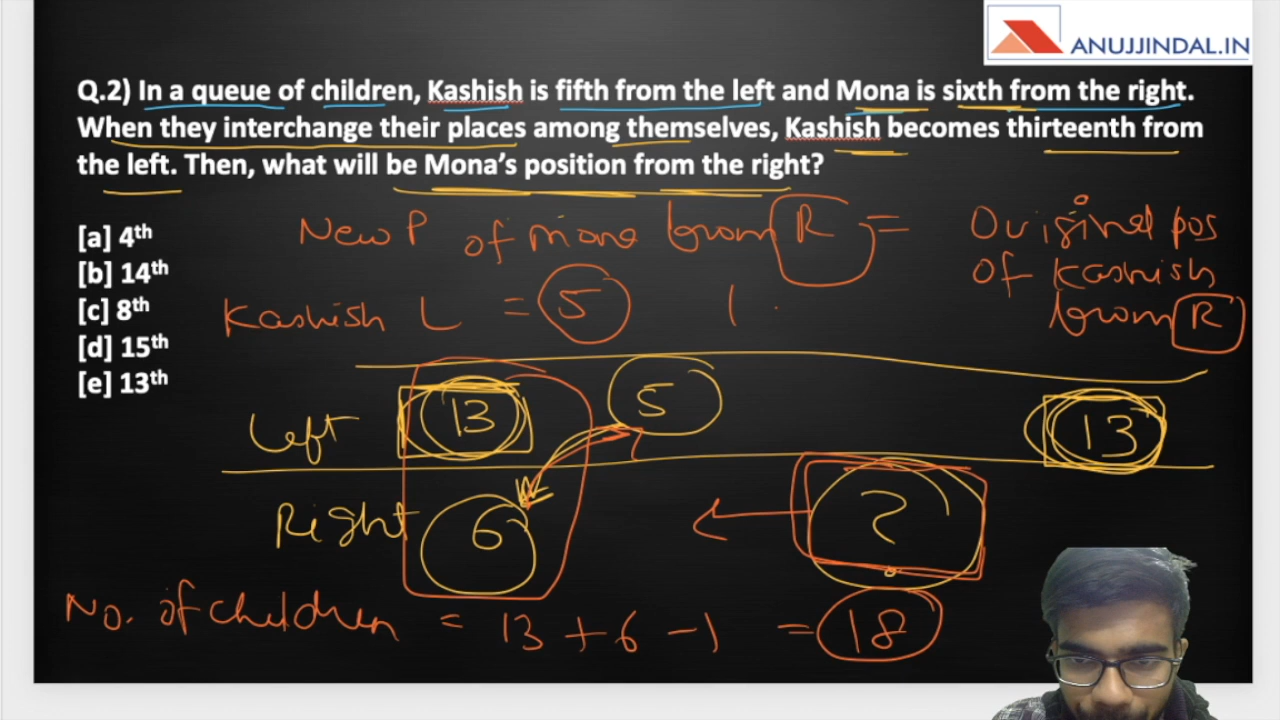 ANUJJINDAL.IN
Q.2) In a queue of children, Kashish is fifth from the left and Mona is sixth from the right.
When they interchange their places among themselves, Kashish becomes thirteenth from
the left. Then, what will be Mona's position from the right?
[a] 4th
[b] 14th
[c] 8th
[d] 15th
[e] 13th
New P of mona from R = Original pos
of Kashish
from R
Kashish L = 5
13 5 13
Left
Right 6 ?
No. of children = 13 + 6 - 1 = 18